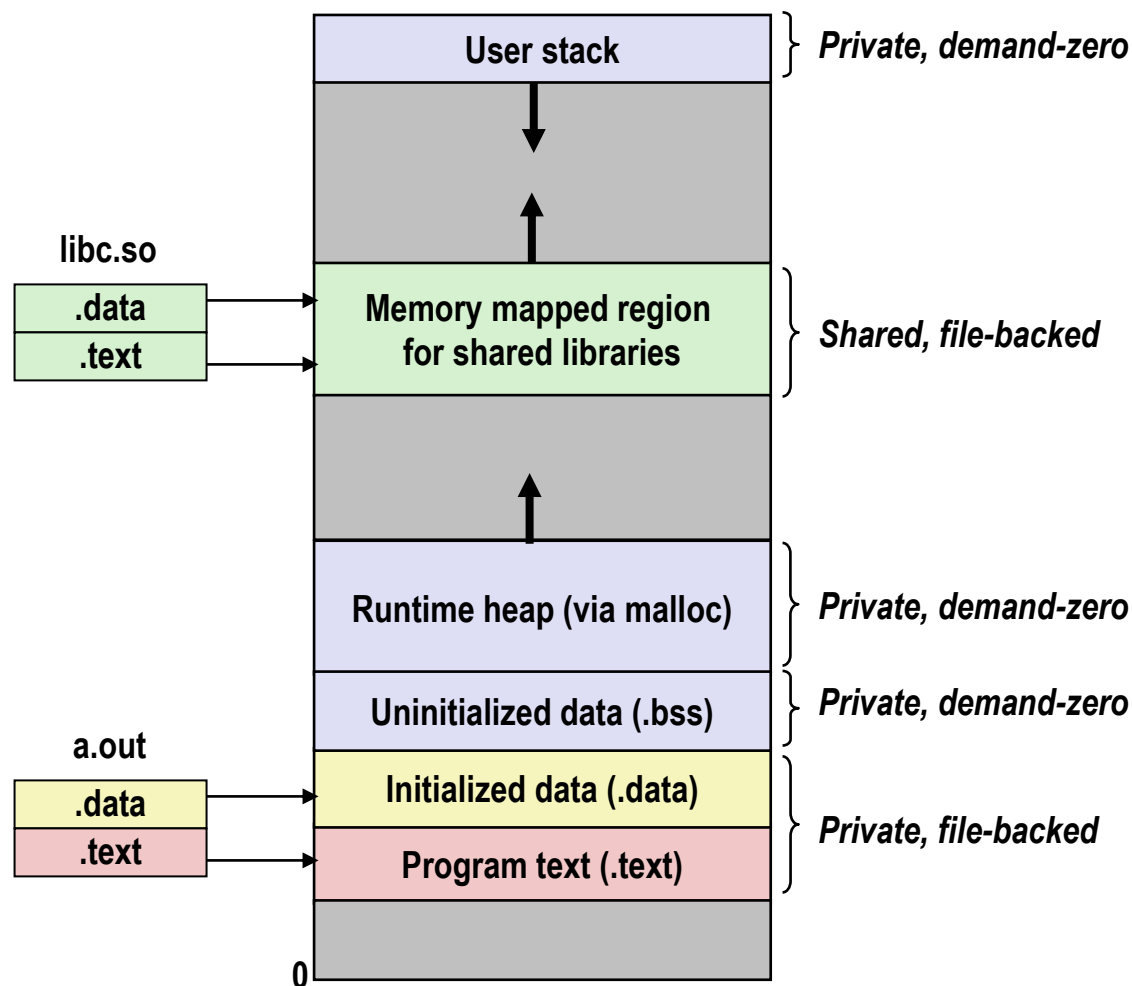 User stack
Private, demand-zero
libc.so
.data
.text
Memory mapped region
for shared libraries
Shared, file-backed
Runtime heap (via malloc)
Private, demand-zero
Uninitialized data (.bss)
Private, demand-zero
a.out
.data
.text
Initialized data (.data)
Program text (.text)
Private, file-backed
0